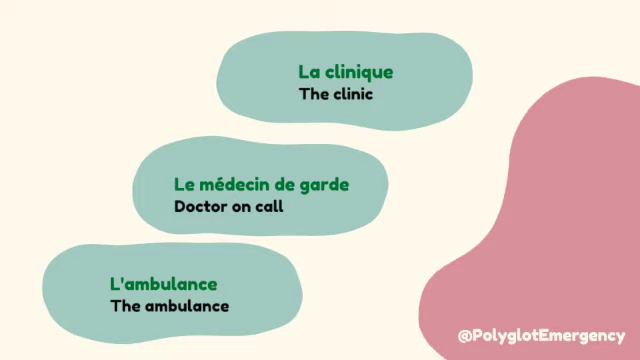 La clinique
The clinic
Le médecin de garde
Doctor on call
L'ambulance
The ambulance
@PolyglotEmergency